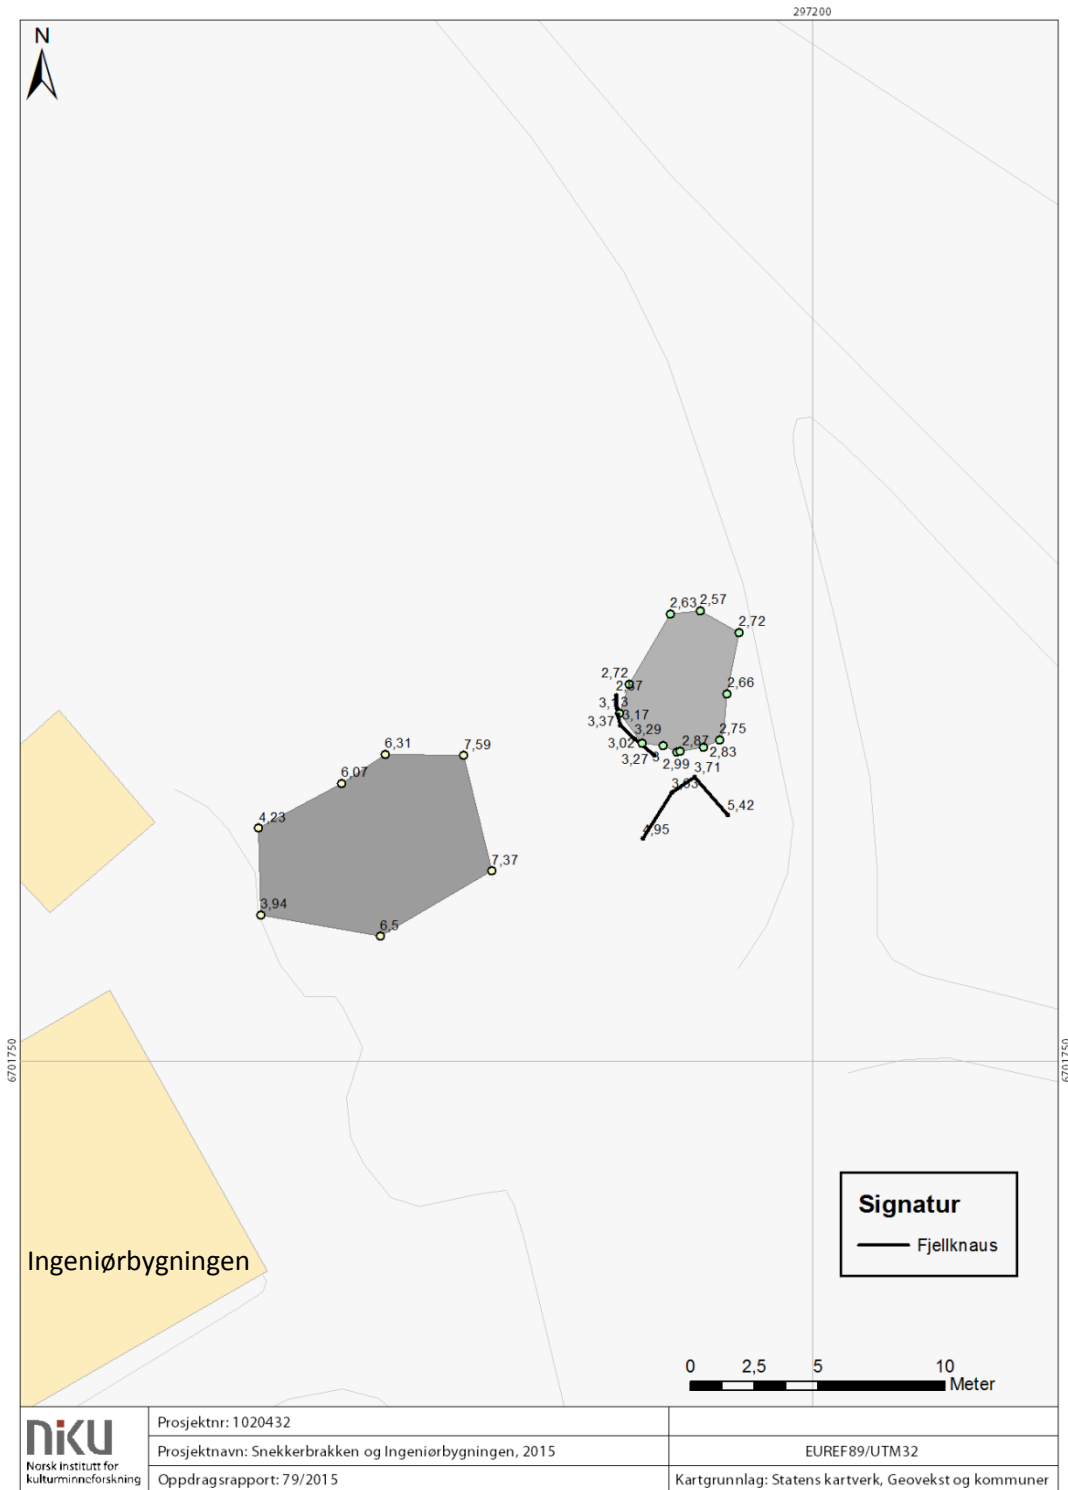 297200
N
2,63
2,57
2,72
2,72
2,66
3,17
3,37
3,29
3,02
3,27
3
2,99
2,87
2,75
2,83
3,71
5,42
4,95
6,31
7,59
6,07
4,23
7,37
3,94
6,5
6701750
6701750
Signatur
Fjellknaus
Ingeniørbygningen
0 2,5 5 10
Meter
niku
Norsk institutt for
kulturminneforskning
Prosjektnr: 1020432
Prosjektnavn: Snekkerbrakken og Ingeniørbygningen, 2015
EUREF89/UTM32
Oppdragsrapport: 79/2015
Kartgrunnlag: Statens kartverk, Geovekst og kommuner